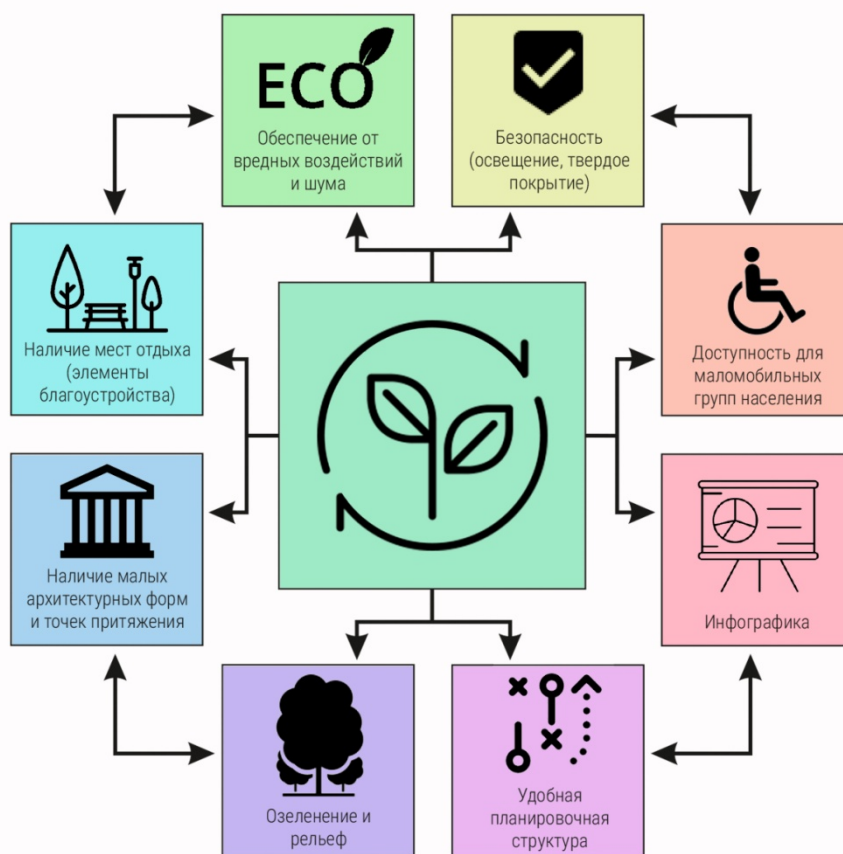 ECO
Обеспечение от
вредных воздействий
и шума
Безопасность
(освещение, твердое
покрытие)
Наличие мест отдыха
(элементы
благоустройства)
Доступность для
маломобильных
групп населения
Наличие малых
архитектурных форм
и точек притяжения
Инфографика
Озеленение и
рельеф
Удобная
планировочная
структура